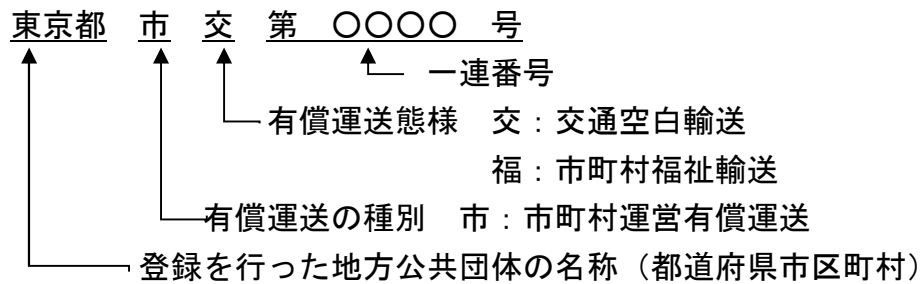 東京都　市　交　第　〇〇〇〇　号
一連番号
有償運送態様　交：交通空白輸送
福：市町村福祉輸送
有償運送の種別　市：市町村運営有償運送
登録を行った地方公共団体の名称（都道府県市区町村）